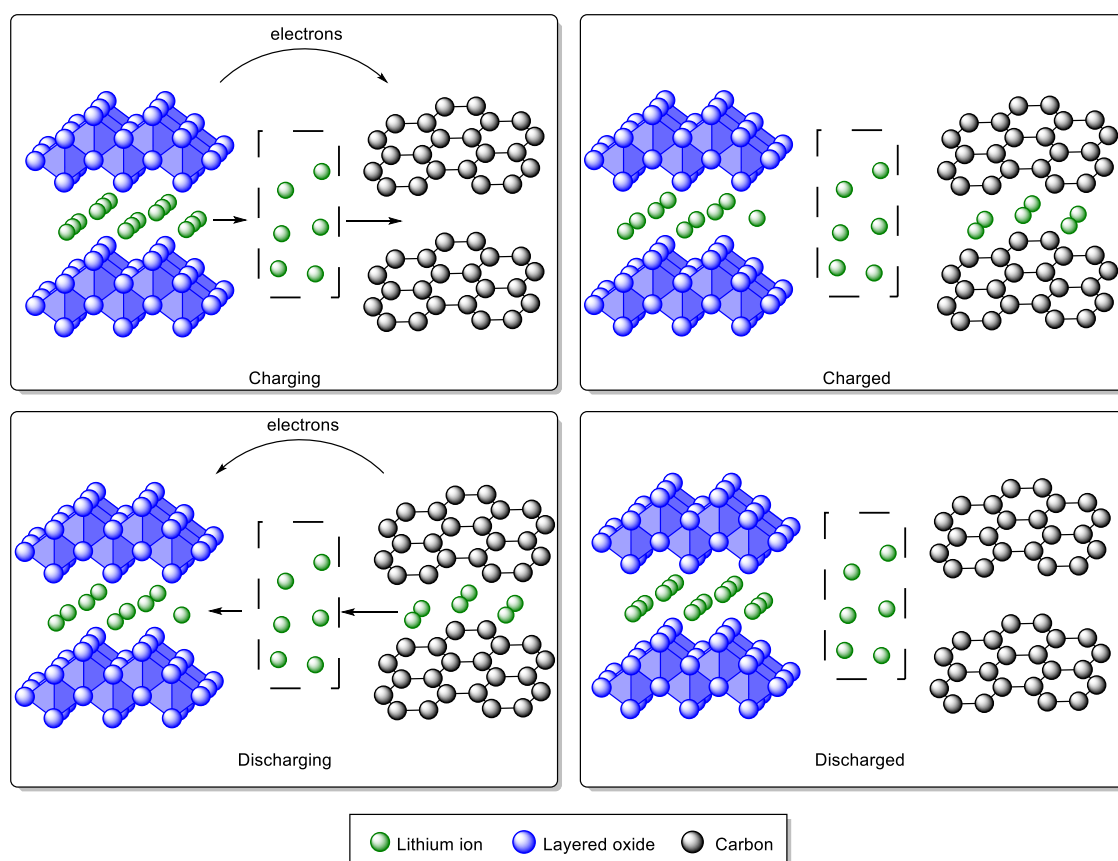 electrons
Charging
Charged
electrons
Discharging
Discharged
Lithium ion Layered oxide Carbon